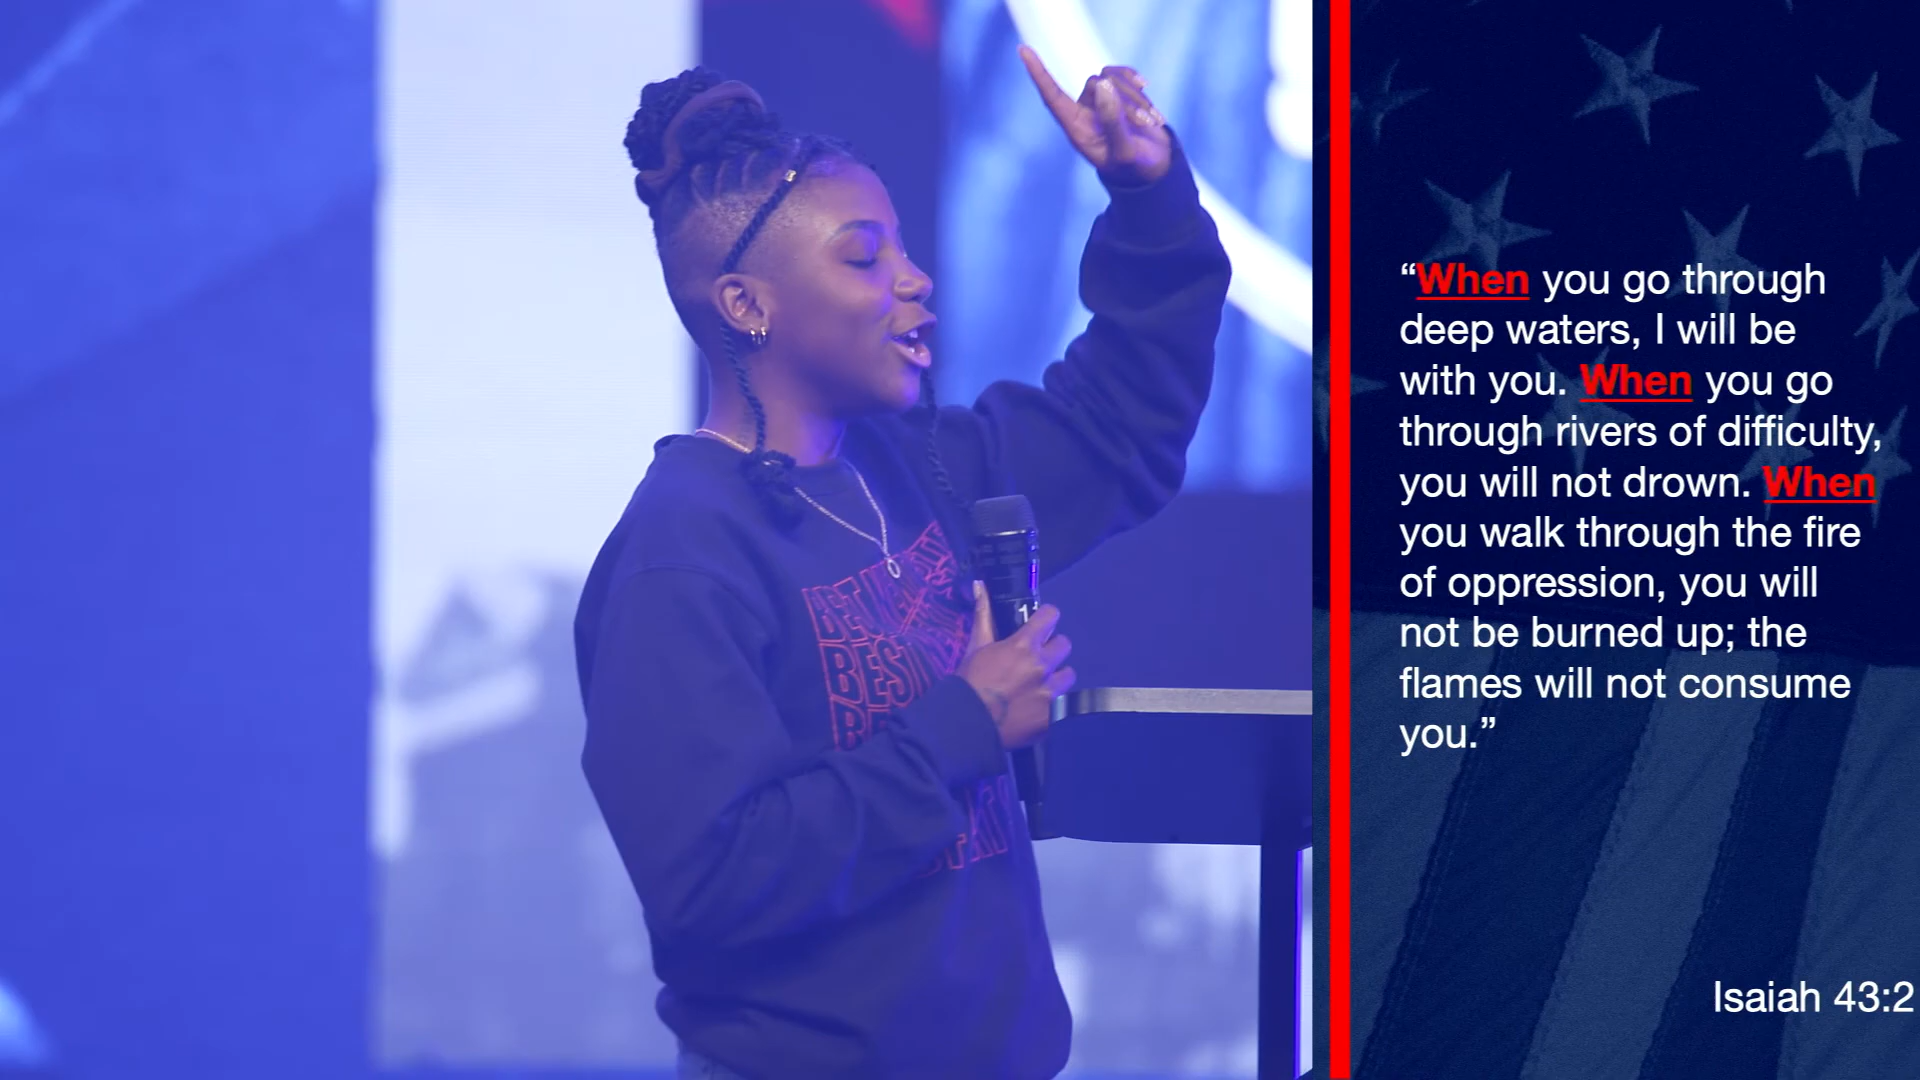 “When you go through
deep waters, I will be
with you. When you go
through rivers of difficulty,
you will not drown. When
you walk through the fire
of oppression, you will
not be burned up; the
flames will not consume
you.”
Isaiah 43:2
BEST